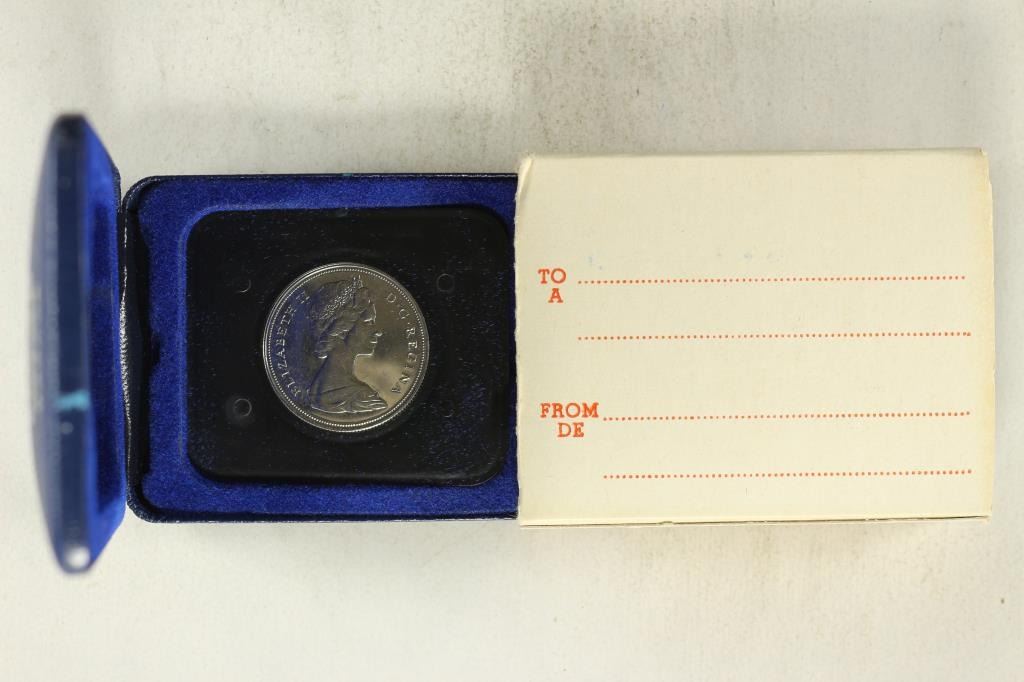 ELIZABETH II D·G·REGINA
TO
A
FROM
DE